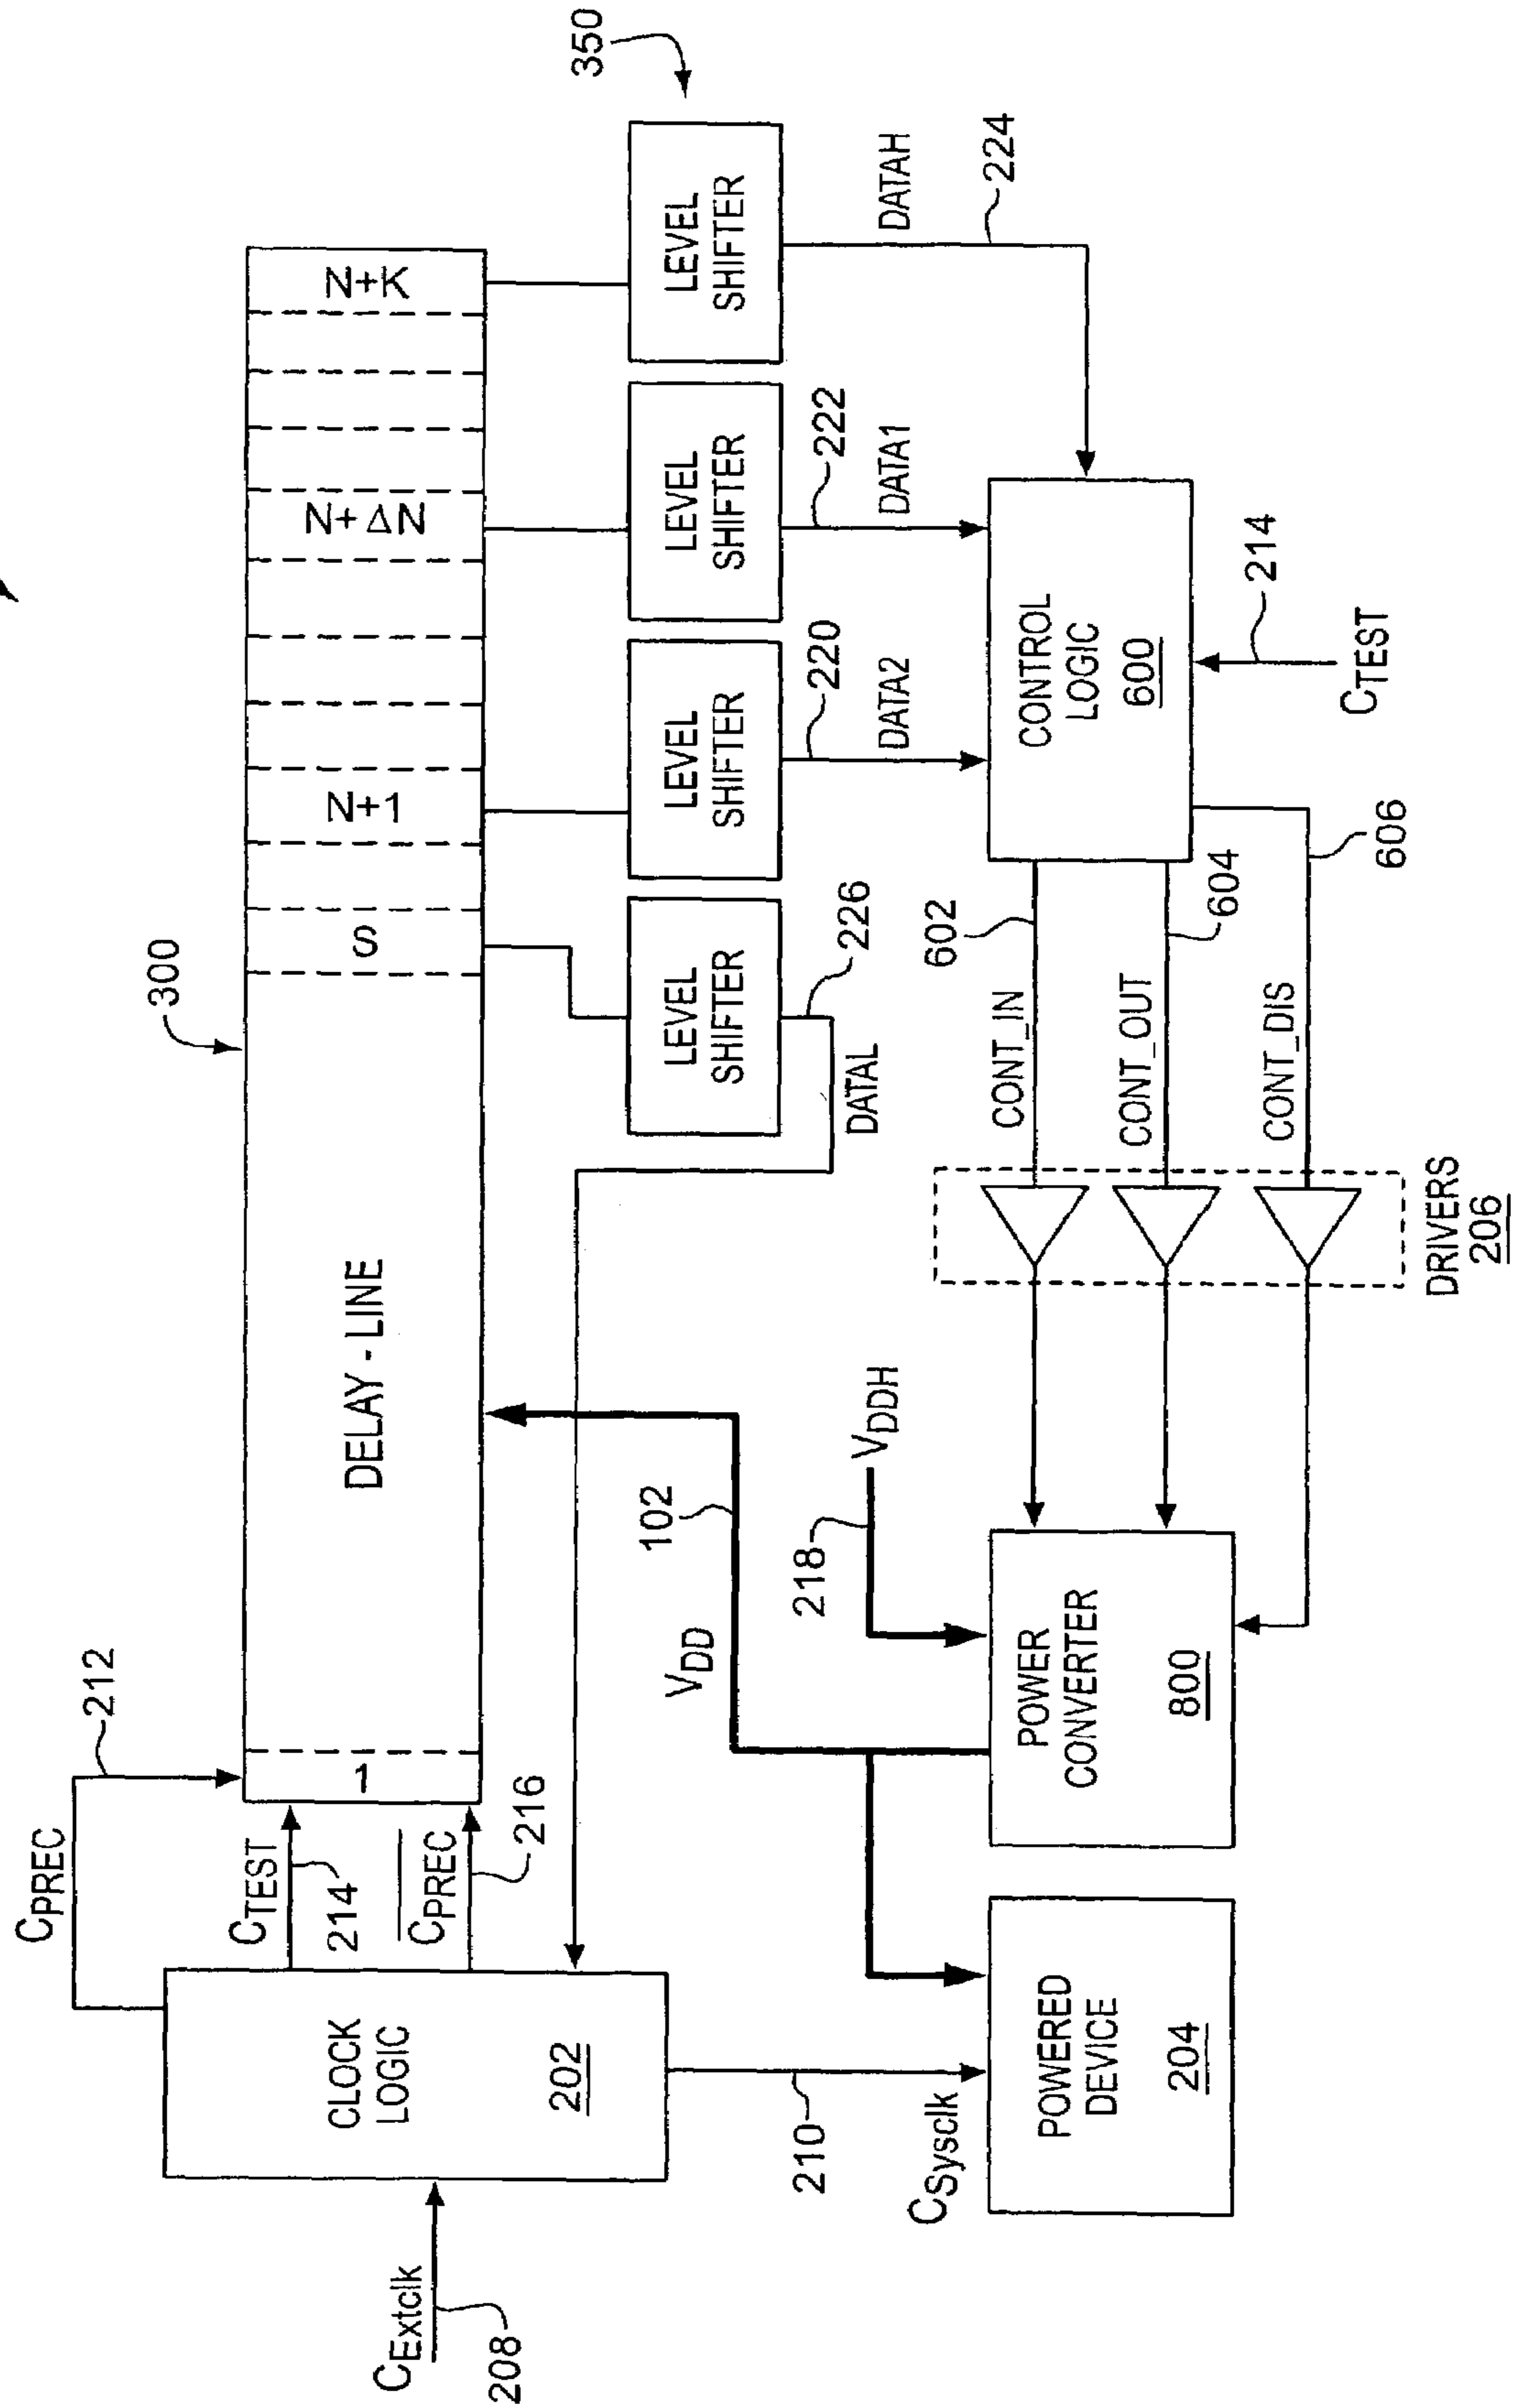 350
300
212
C̅P̅R̅E̅C̅
CPREC
CTEST
214
216
CLOCK
LOGIC
202
CExtclk
208
1
DELAY - LINE
S
N+1
N+ ΔN
N+K
LEVEL
SHIFTER
LEVEL
SHIFTER
LEVEL
SHIFTER
LEVEL
SHIFTER
226
DATAL
220
DATA2
222
DATA1
DATAH
224
102
VDD
218
VDDH
210
CSysclk
POWERED
DEVICE
204
POWER
CONVERTER
800
DRIVERS
206
CONT_IN
602
CONT_OUT
604
CONT_DIS
606
CONTROL
LOGIC
600
214
CTEST